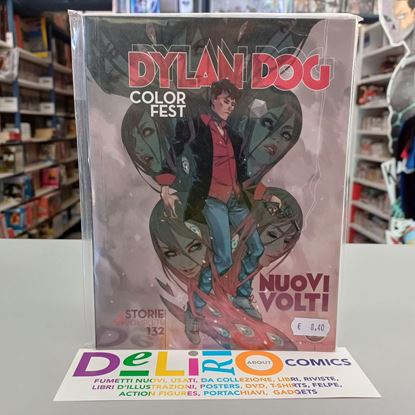 DYLAN DOG
COLOR
FEST
NUOVI
VOLTI
STORIE
132
€ 8,40
DeLiRiO ABOUT COMICS
FUMETTI NUOVI, USATI, DA COLLEZIONE, LIBRI, RIVISTE,
LIBRI D'ILLUSTRAZIONI, POSTERS, DVD, T-SHIRTS, FELPE,
ACTION FIGURES, PORTACHIAVI, GADGETS